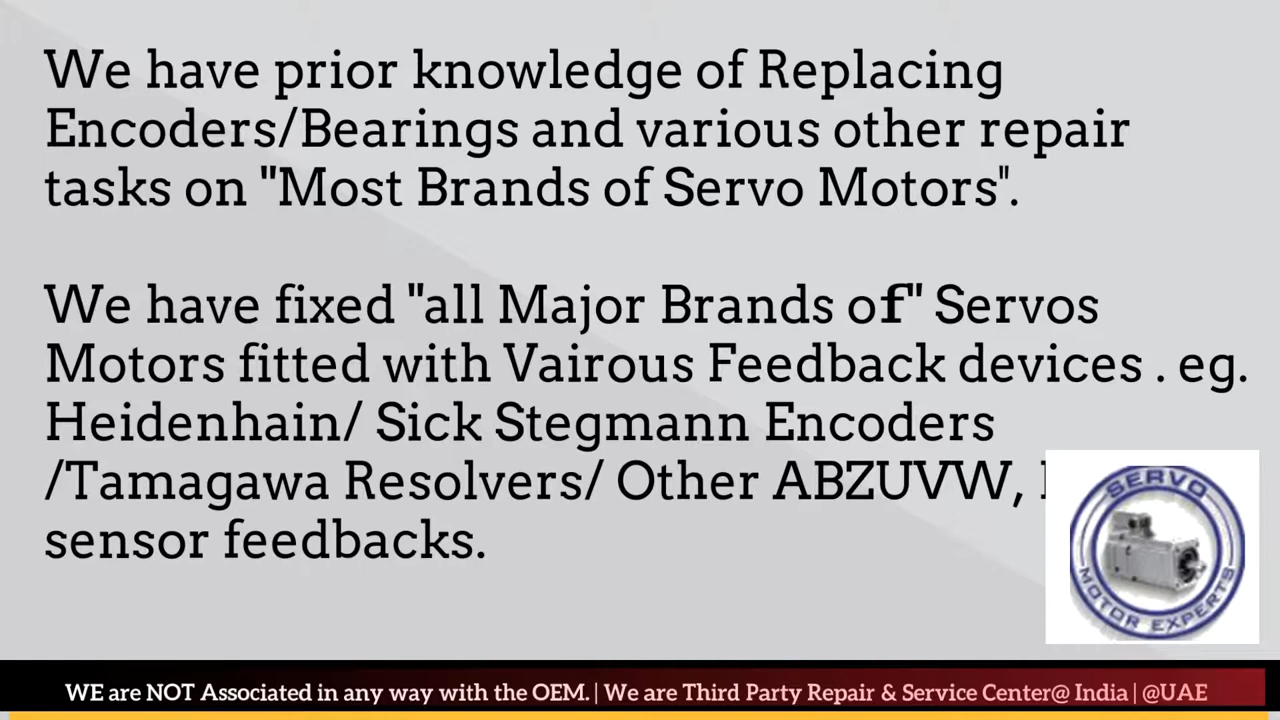 We have prior knowledge of Replacing
Encoders/Bearings and various other repair
tasks on "Most Brands of Servo Motors".
We have fixed "all Major Brands of" Servos
Motors fitted with Vairous Feedback devices . eg.
Heidenhain/ Sick Stegmann Encoders
/Tamagawa Resolvers/ Other ABZUVW,
sensor feedbacks.
SERVO
MOTOR EXPERTS
WE are NOT Associated in any way with the OEM. | We are Third Party Repair & Service Center@ India | @UAE